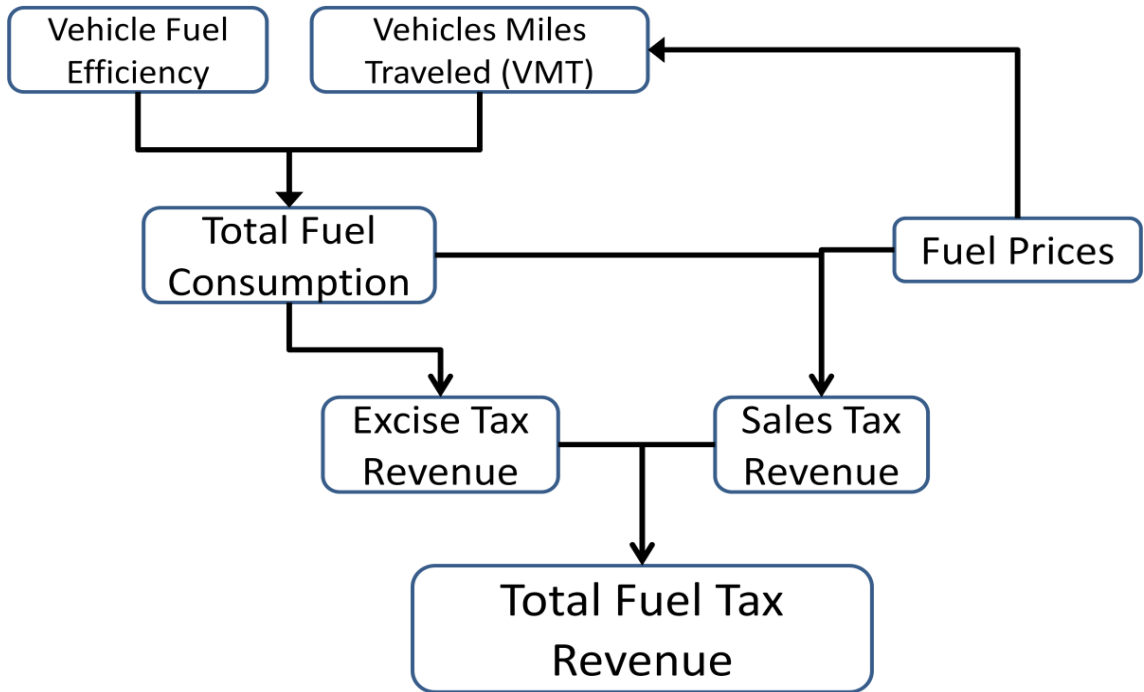 Vehicle Fuel
Efficiency
Vehicles Miles
Traveled (VMT)
Total Fuel
Consumption
Fuel Prices
Excise Tax
Revenue
Sales Tax
Revenue
Total Fuel Tax
Revenue